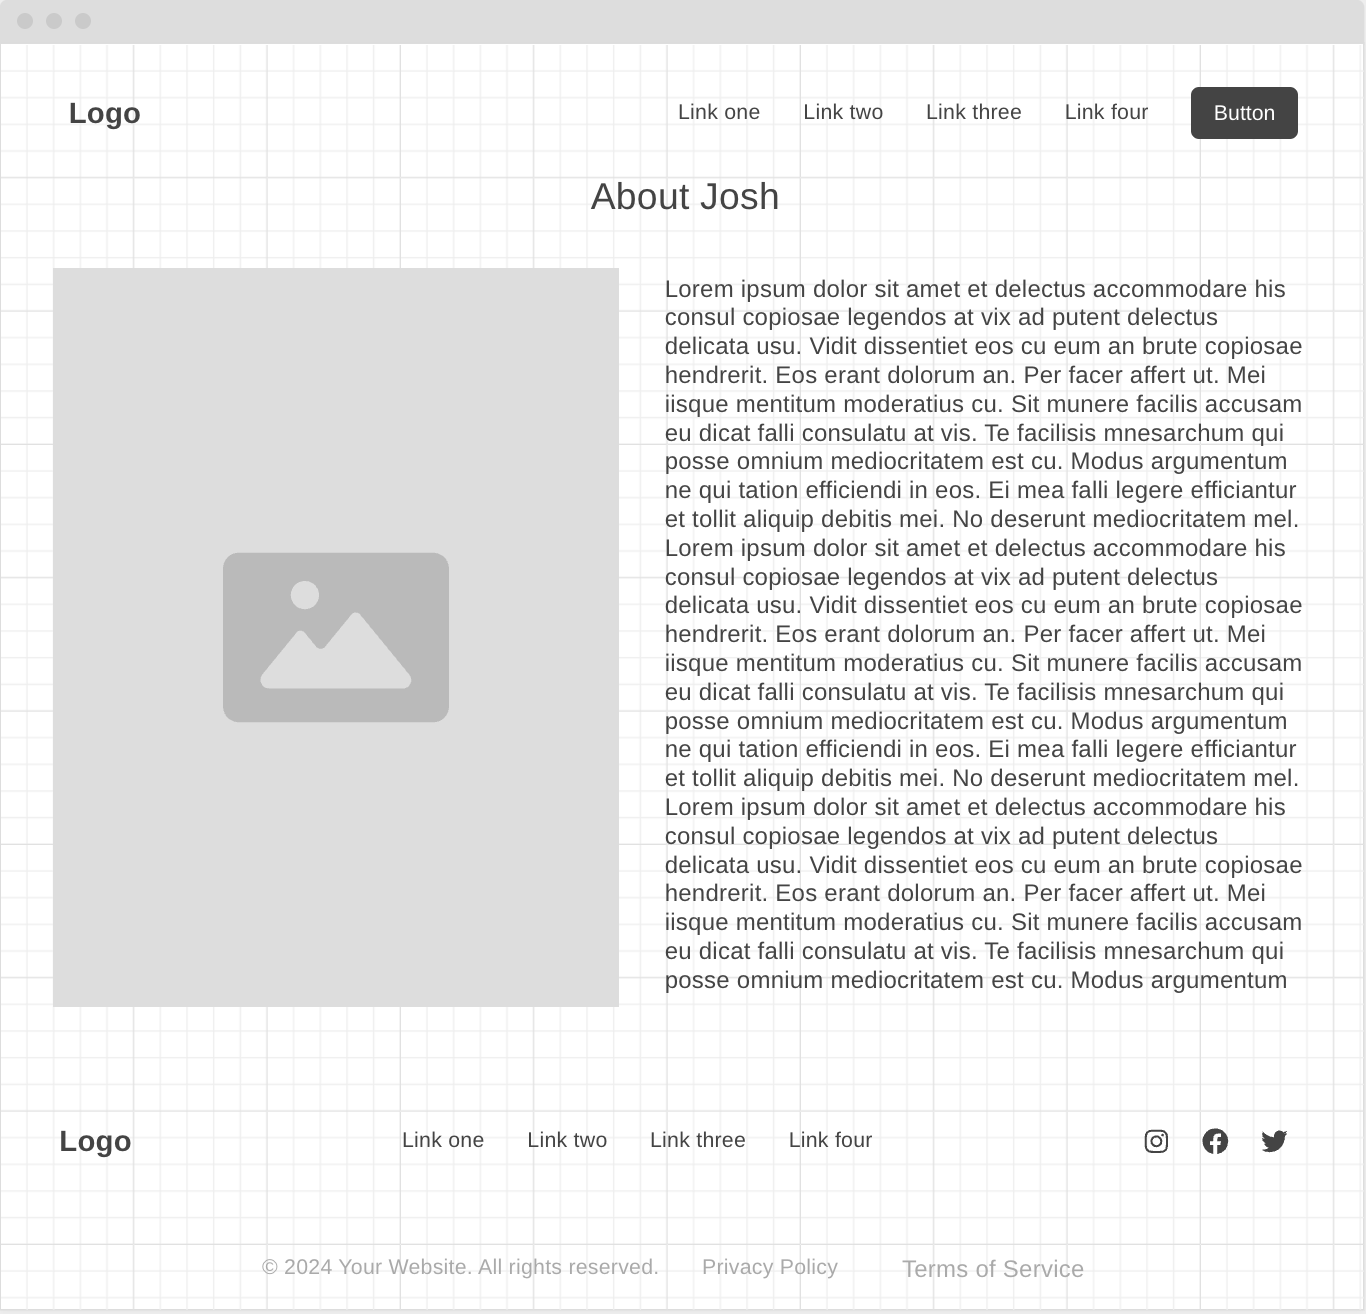 Logo
Link one Link two Link three Link four Button
About Josh
Lorem ipsum dolor sit amet et delectus accommodare his
consul copiosae legendos at vix ad putent delectus
delicata usu. Vidit dissentiet eos cu eum an brute copiosae
hendrerit. Eos erant dolorum an. Per facer affert ut. Mei
iisque mentitum moderatius cu. Sit munere facilis accusam
eu dicat falli consulatu at vis. Te facilisis mnesarchum qui
posse omnium mediocritatem est cu. Modus argumentum
ne qui tation efficiendi in eos. Ei mea falli legere efficiantur
et tollit aliquip debitis mei. No deserunt mediocritatem mel.
Lorem ipsum dolor sit amet et delectus accommodare his
consul copiosae legendos at vix ad putent delectus
delicata usu. Vidit dissentiet eos cu eum an brute copiosae
hendrerit. Eos erant dolorum an. Per facer affert ut. Mei
iisque mentitum moderatius cu. Sit munere facilis accusam
eu dicat falli consulatu at vis. Te facilisis mnesarchum qui
posse omnium mediocritatem est cu. Modus argumentum
ne qui tation efficiendi in eos. Ei mea falli legere efficiantur
et tollit aliquip debitis mei. No deserunt mediocritatem mel.
Lorem ipsum dolor sit amet et delectus accommodare his
consul copiosae legendos at vix ad putent delectus
delicata usu. Vidit dissentiet eos cu eum an brute copiosae
hendrerit. Eos erant dolorum an. Per facer affert ut. Mei
iisque mentitum moderatius cu. Sit munere facilis accusam
eu dicat falli consulatu at vis. Te facilisis mnesarchum qui
posse omnium mediocritatem est cu. Modus argumentum
Logo
Link one Link two Link three Link four
© 2024 Your Website. All rights reserved. Privacy Policy Terms of Service